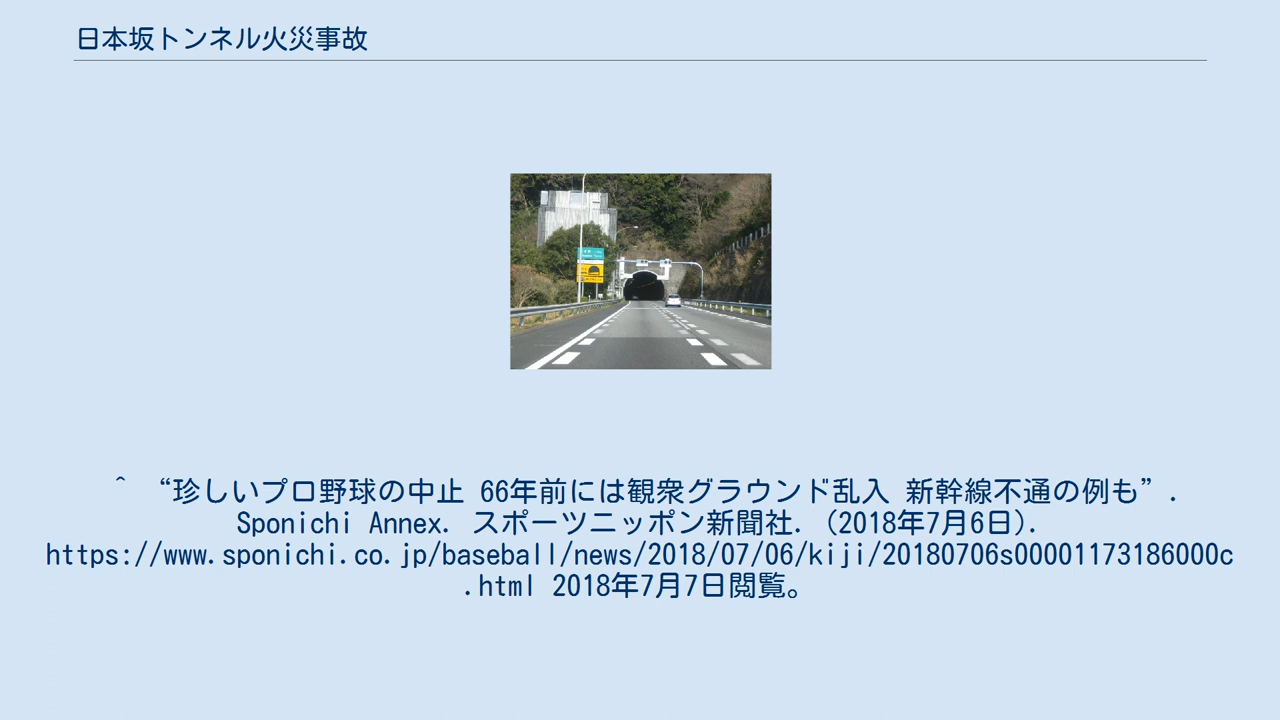 日本坂トンネル火災事故
^ “珍しいプロ野球の中止 66年前には観衆グラウンド乱入 新幹線不通の例も”.
Sponichi Annex. スポーツニッポン新聞社. (2018年7月6日).
https://www.sponichi.co.jp/baseball/news/2018/07/06/kiji/20180706s00001173186000c
.html 2018年7月7日閲覧。